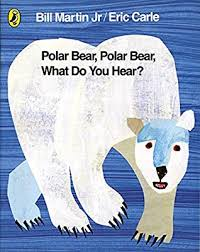 Bill Martin Jr / Eric Carle
Polar Bear, Polar Bear,
What Do You Hear?